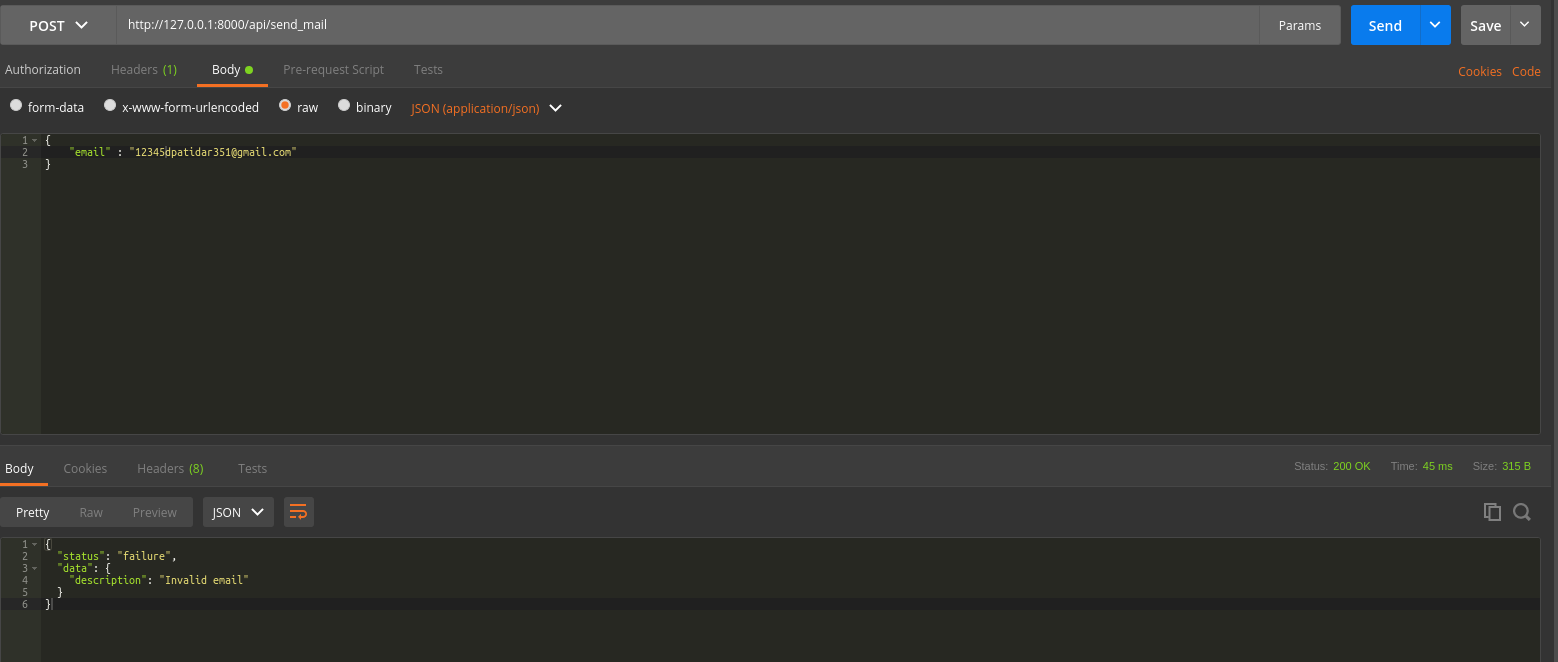 POST http://127.0.0.1:8000/api/send_mail Params Send Save
Authorization Headers (1) Body Pre-request Script Tests Cookies Code
form-data x-www-form-urlencoded raw binary JSON (application/json)
1 {
2 "email" : "12345dpatidar351@gmail.com"
3 }
Body Cookies Headers (8) Tests Status: 200 OK Time: 45 ms Size: 315 B
Pretty Raw Preview JSON
1 {
2 "status": "failure",
3 "data": {
4 "description": "Invalid email"
5 }
6 }